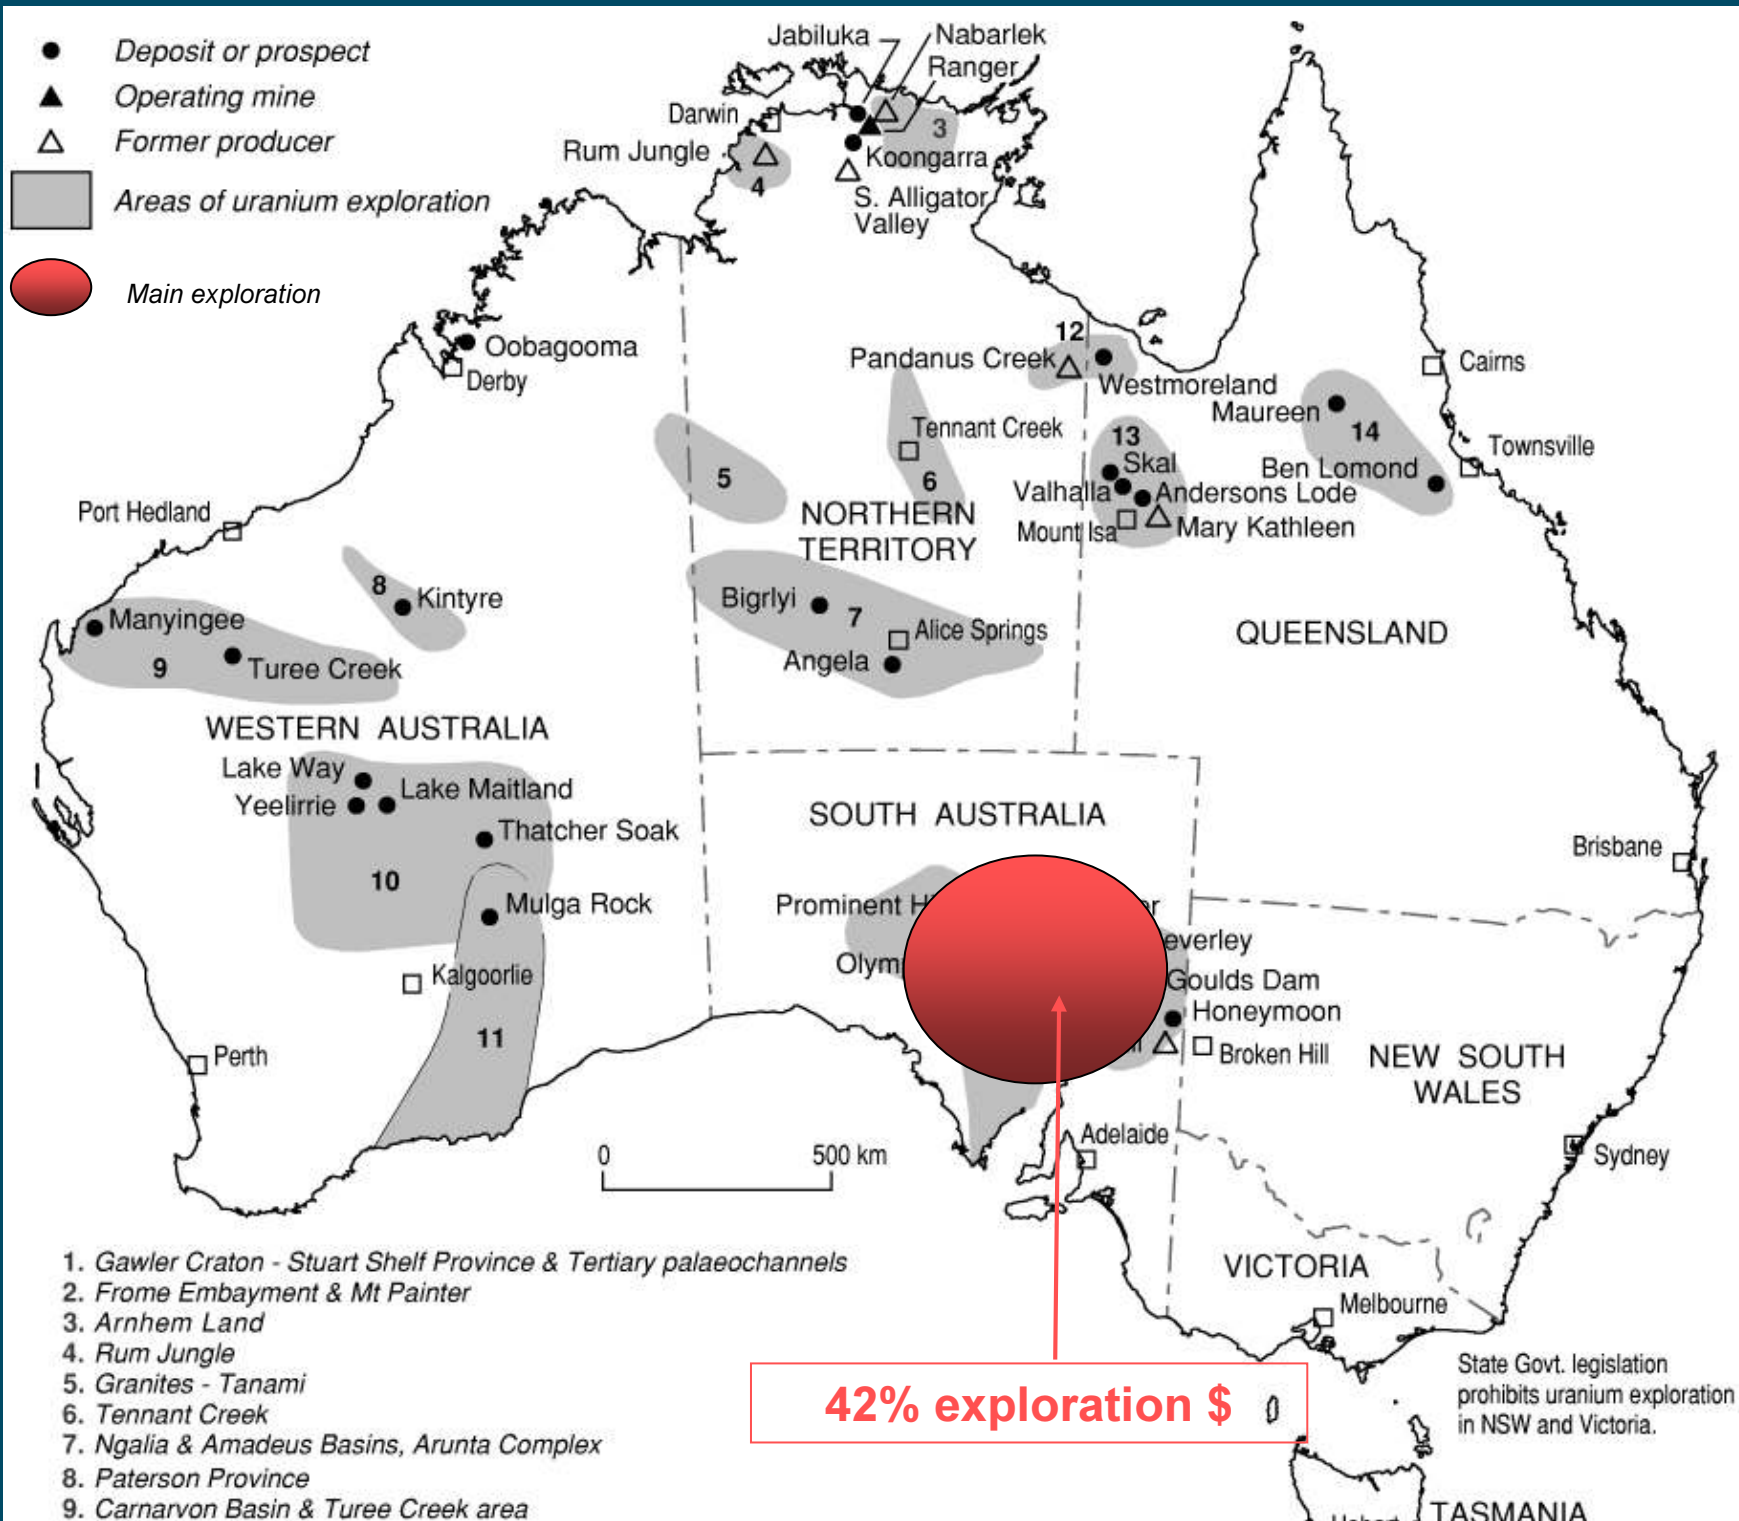 Deposit or prospect
Operating mine
Former producer
Areas of uranium exploration
Main exploration
Jabiluka
Nabarlek
Ranger
Darwin
3
Rum Jungle
Koongarra
4
S. Alligator
Valley
Oobagooma
Derby
12
Pandanus Creek
Westmoreland
Cairns
Maureen
14
Tennant Creek
13
Townsville
5
6
Skal
Ben Lomond
Valhalla
Andersons Lode
Port Hedland
NORTHERN
TERRITORY
Mount Isa
Mary Kathleen
8
Kintyre
Bigrlyi
7
Manyingee
Alice Springs
QUEENSLAND
9
Turee Creek
Angela
WESTERN AUSTRALIA
Lake Way
Lake Maitland
Yeelirrie
SOUTH AUSTRALIA
Thatcher Soak
Brisbane
10
Mulga Rock
Prominent H
er
everley
Olym
Kalgoorlie
Goulds Dam
Honeymoon
11
Perth
Broken Hill
NEW SOUTH
WALES
Adelaide
0
500 km
Sydney
VICTORIA
Melbourne
1. Gawler Craton - Stuart Shelf Province & Tertiary palaeochannels
2. Frome Embayment & Mt Painter
3. Arnhem Land
4. Rum Jungle
5. Granites - Tanami
6. Tennant Creek
7. Ngalia & Amadeus Basins, Arunta Complex
8. Paterson Province
9. Carnarvon Basin & Turee Creek area
42% exploration $
State Govt. legislation
prohibits uranium exploration
in NSW and Victoria.
TASMANIA